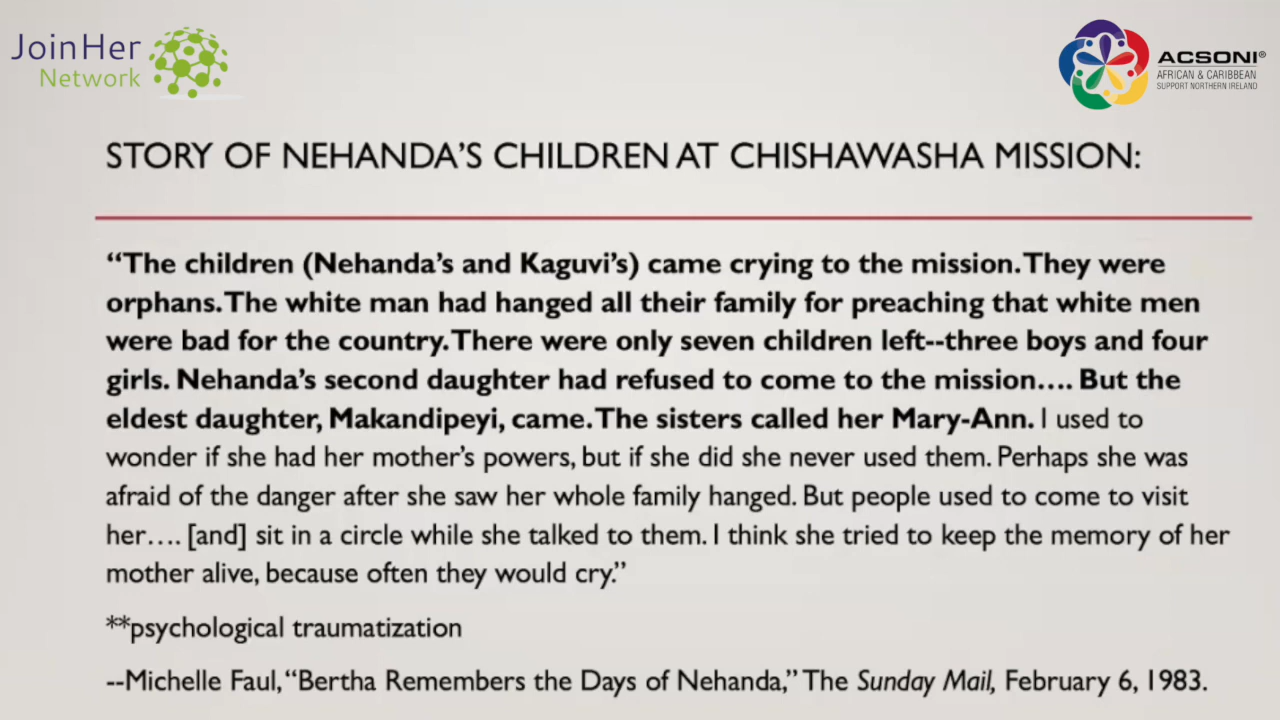 JoinHer
Network
ACSONI®
AFRICAN & CARIBBEAN
SUPPORT NORTHERN IRELAND
STORY OF NEHANDA’S CHILDREN AT CHISHAWASHA MISSION:
“The children (Nehanda’s and Kaguvi’s) came crying to the mission. They were
orphans. The white man had hanged all their family for preaching that white men
were bad for the country. There were only seven children left--three boys and four
girls. Nehanda’s second daughter had refused to come to the mission…. But the
eldest daughter, Makandipeyi, came. The sisters called her Mary-Ann. I used to
wonder if she had her mother’s powers, but if she did she never used them. Perhaps she was
afraid of the danger after she saw her whole family hanged. But people used to come to visit
her…. [and] sit in a circle while she talked to them. I think she tried to keep the memory of her
mother alive, because often they would cry.”
**psychological traumatization
--Michelle Faul, “Bertha Remembers the Days of Nehanda,” The Sunday Mail, February 6, 1983.